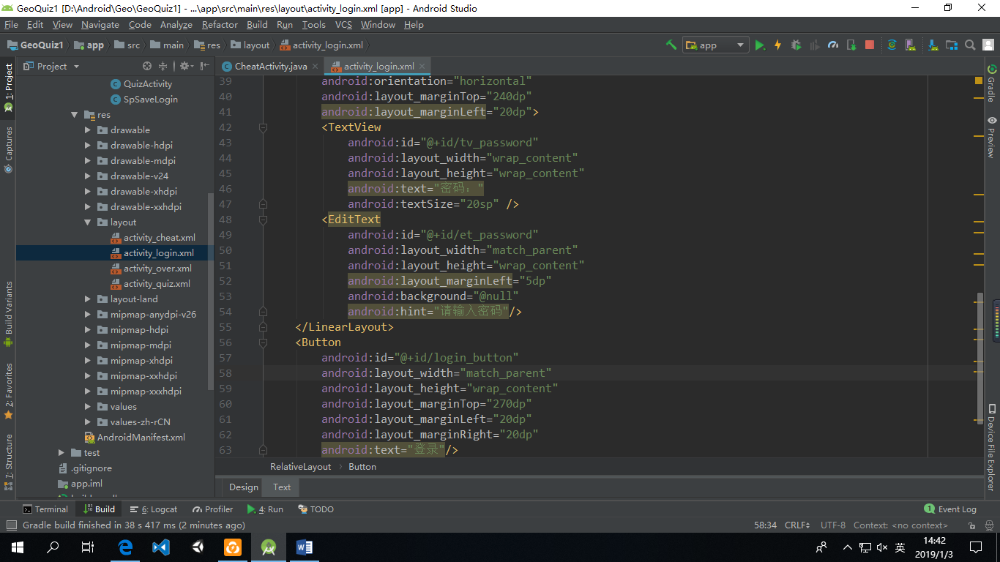 GeoQuiz1 [D:\Android\Geo\GeoQuiz1] - ...\app\src\main\res\layout\activity_login.xml [app] - Android Studio
File Edit View Navigate Code Analyze Refactor Build Run Tools VCS Window Help
GeoQuiz1 app src main res layout activity_login.xml app
1: Project
Captures
Build Variants
2: Favorites
7: Structure
Project
QuizActivity
SpSaveLogin
res
drawable
drawable-hdpi
drawable-mdpi
drawable-v24
drawable-xhdpi
drawable-xxhdpi
layout
activity_cheat.xml
activity_login.xml
activity_over.xml
activity_quiz.xml
layout-land
mipmap-anydpi-v26
mipmap-hdpi
mipmap-mdpi
mipmap-xhdpi
mipmap-xxhdpi
mipmap-xxxhdpi
values
values-zh-rCN
AndroidManifest.xml
test
.gitignore
app.iml
CheatActivity.java activity_login.xml
39 android:orientation="horizontal"
40 android:layout_marginTop="240dp"
41 android:layout_marginLeft="20dp">
42 <TextView
43 android:id="@+id/tv_password"
44 android:layout_width="wrap_content"
45 android:layout_height="wrap_content"
46 android:text="密码："
47 android:textSize="20sp" />
48 <EditText
49 android:id="@+id/et_password"
50 android:layout_width="match_parent"
51 android:layout_height="wrap_content"
52 android:layout_marginLeft="5dp"
53 android:background="@null"
54 android:hint="请输入密码"/>
55 </LinearLayout>
56 <Button
57 android:id="@+id/login_button"
58 android:layout_width="match_parent"
59 android:layout_height="wrap_content"
60 android:layout_marginTop="270dp"
61 android:layout_marginLeft="20dp"
62 android:layout_marginRight="20dp"
63 android:text="登录"/>
RelativeLayout Button
Design Text
Gradle
Preview
Device File Explorer
Terminal Build 6: Logcat Profiler 4: Run TODO 1 Event Log
Gradle build finished in 38 s 417 ms (2 minutes ago) 58:34 CRLF UTF-8 Context: <no context>
英 14:42
2019/1/3